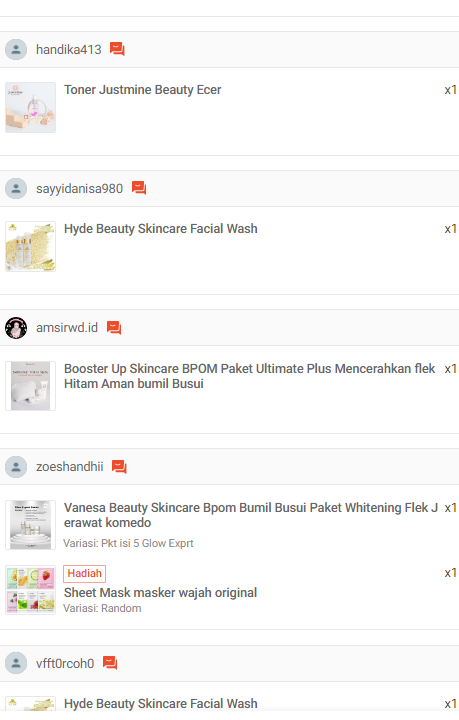 handika413
Toner Justmine Beauty Ecer x1
sayyidanisa980
Hyde Beauty Skincare Facial Wash x1
amsirwd.id
Booster Up Skincare BPOM Paket Ultimate Plus Mencerahkan flek x1
Hitam Aman bumil Busui
zoeshandhii
Vanesa Beauty Skincare Bpom Bumil Busui Paket Whitening Flek J x1
erawat komedo
Variasi: Pkt isi 5 Glow Exprt
Hadiah x1
Sheet Mask masker wajah original
Variasi: Random
vfft0rcoh0
Hyde Beauty Skincare Facial Wash x1